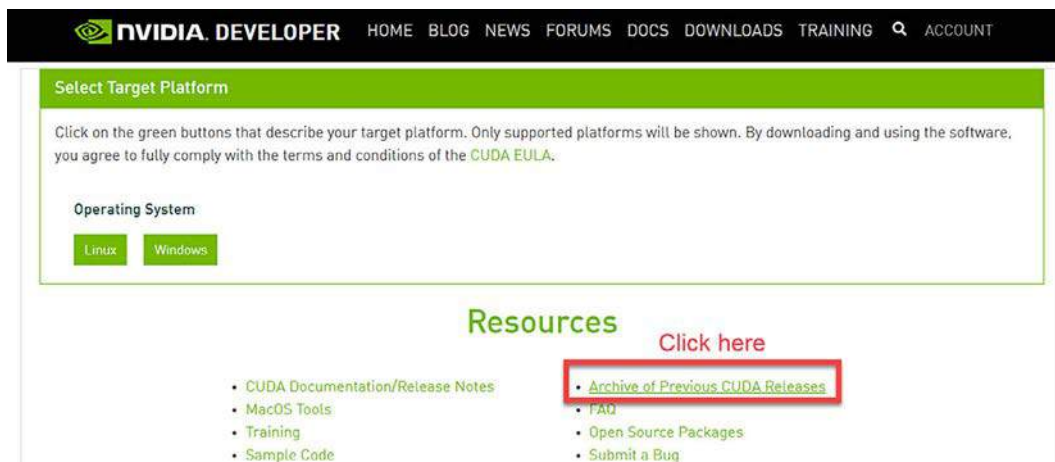 NVIDIA. DEVELOPER HOME BLOG NEWS FORUMS DOCS DOWNLOADS TRAINING ACCOUNT
Select Target Platform
Click on the green buttons that describe your target platform. Only supported platforms will be shown. By downloading and using the software,
you agree to fully comply with the terms and conditions of the CUDA EULA.
Operating System
Linux Windows
Resources
Click here
• CUDA Documentation/Release Notes
• MacOS Tools
• Training
• Sample Code
• Archive of Previous CUDA Releases
• FAQ
• Open Source Packages
• Submit a Bug